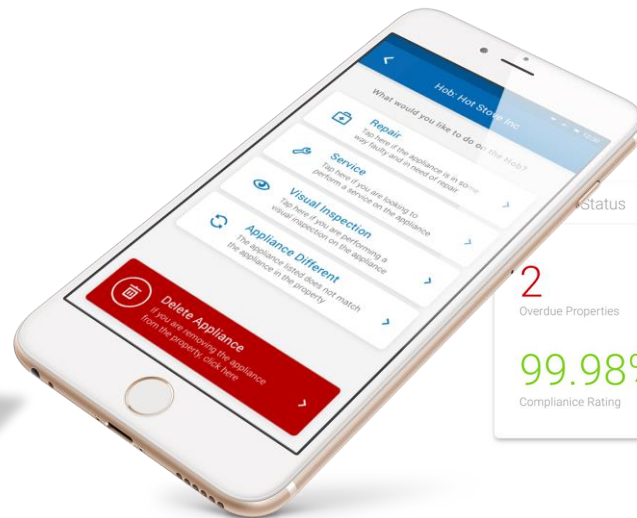 Hob: Hot Stove Inc
What would you like to do on the Hob?
Repair
Tap here if the appliance is in some
way faulty and in need of repair
Service
Tap here if you are looking to
perform a service on the appliance
Visual Inspection
Tap here if you are performing a
visual inspection on the appliance
Appliance Different
The appliance listed does not match
the appliance in the property
Delete Appliance
If you are removing the appliance
from the property, click here
Status
2
Overdue Properties
99.98%
Complianice Rating